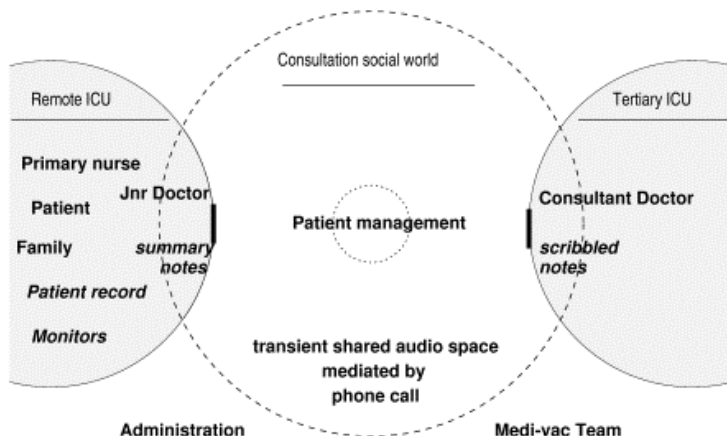 Consultation social world
Remote ICU
Tertiary ICU
Primary nurse
Jnr Doctor
Consultant Doctor
Patient
Patient management
Family
summary
notes
scribbled
notes
Patient record
Monitors
transient shared audio space
mediated by
phone call
Administration
Medi-vac Team